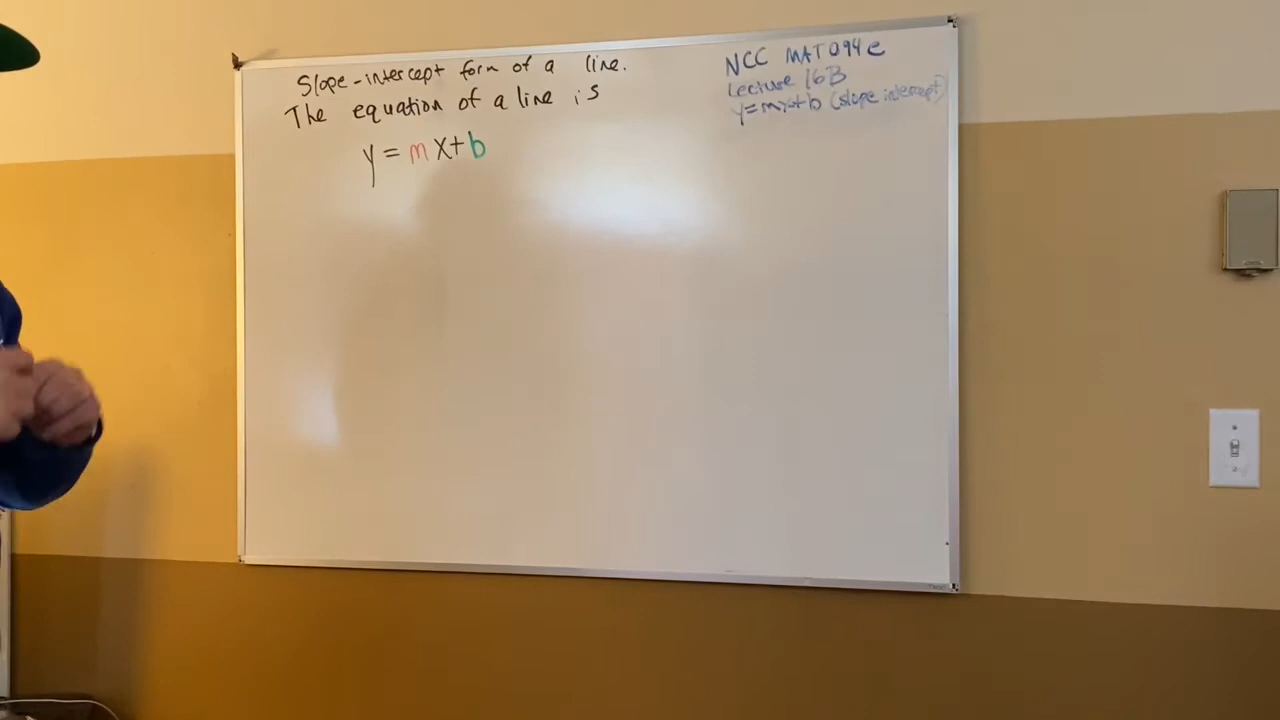 Slope-intercept form of a line.
The equation of a line is
y = mx+b
NCC MAT094e
Lecture 16B
y=mx+b (slope intercept)